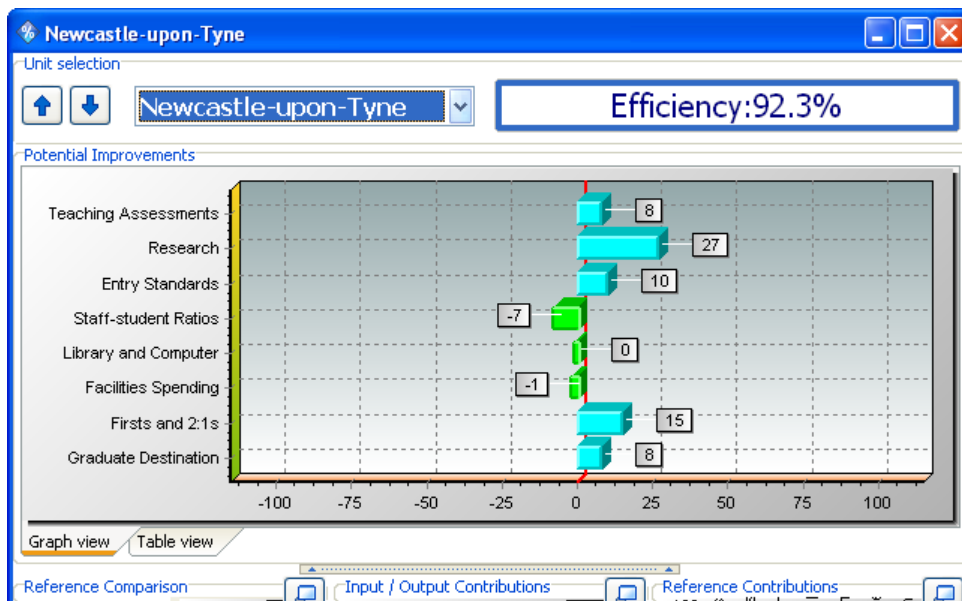 Newcastle-upon-Tyne
Unit selection
Newcastle-upon-Tyne
Efficiency:92.3%
Potential Improvements
Teaching Assessments 8
Research 27
Entry Standards 10
Staff-student Ratios -7
Library and Computer 0
Facilities Spending -1
Firsts and 2:1s 15
Graduate Destination 8
-100 -75 -50 -25 0 25 50 75 100
Graph view Table view
Reference Comparison Input / Output Contributions Reference Contributions